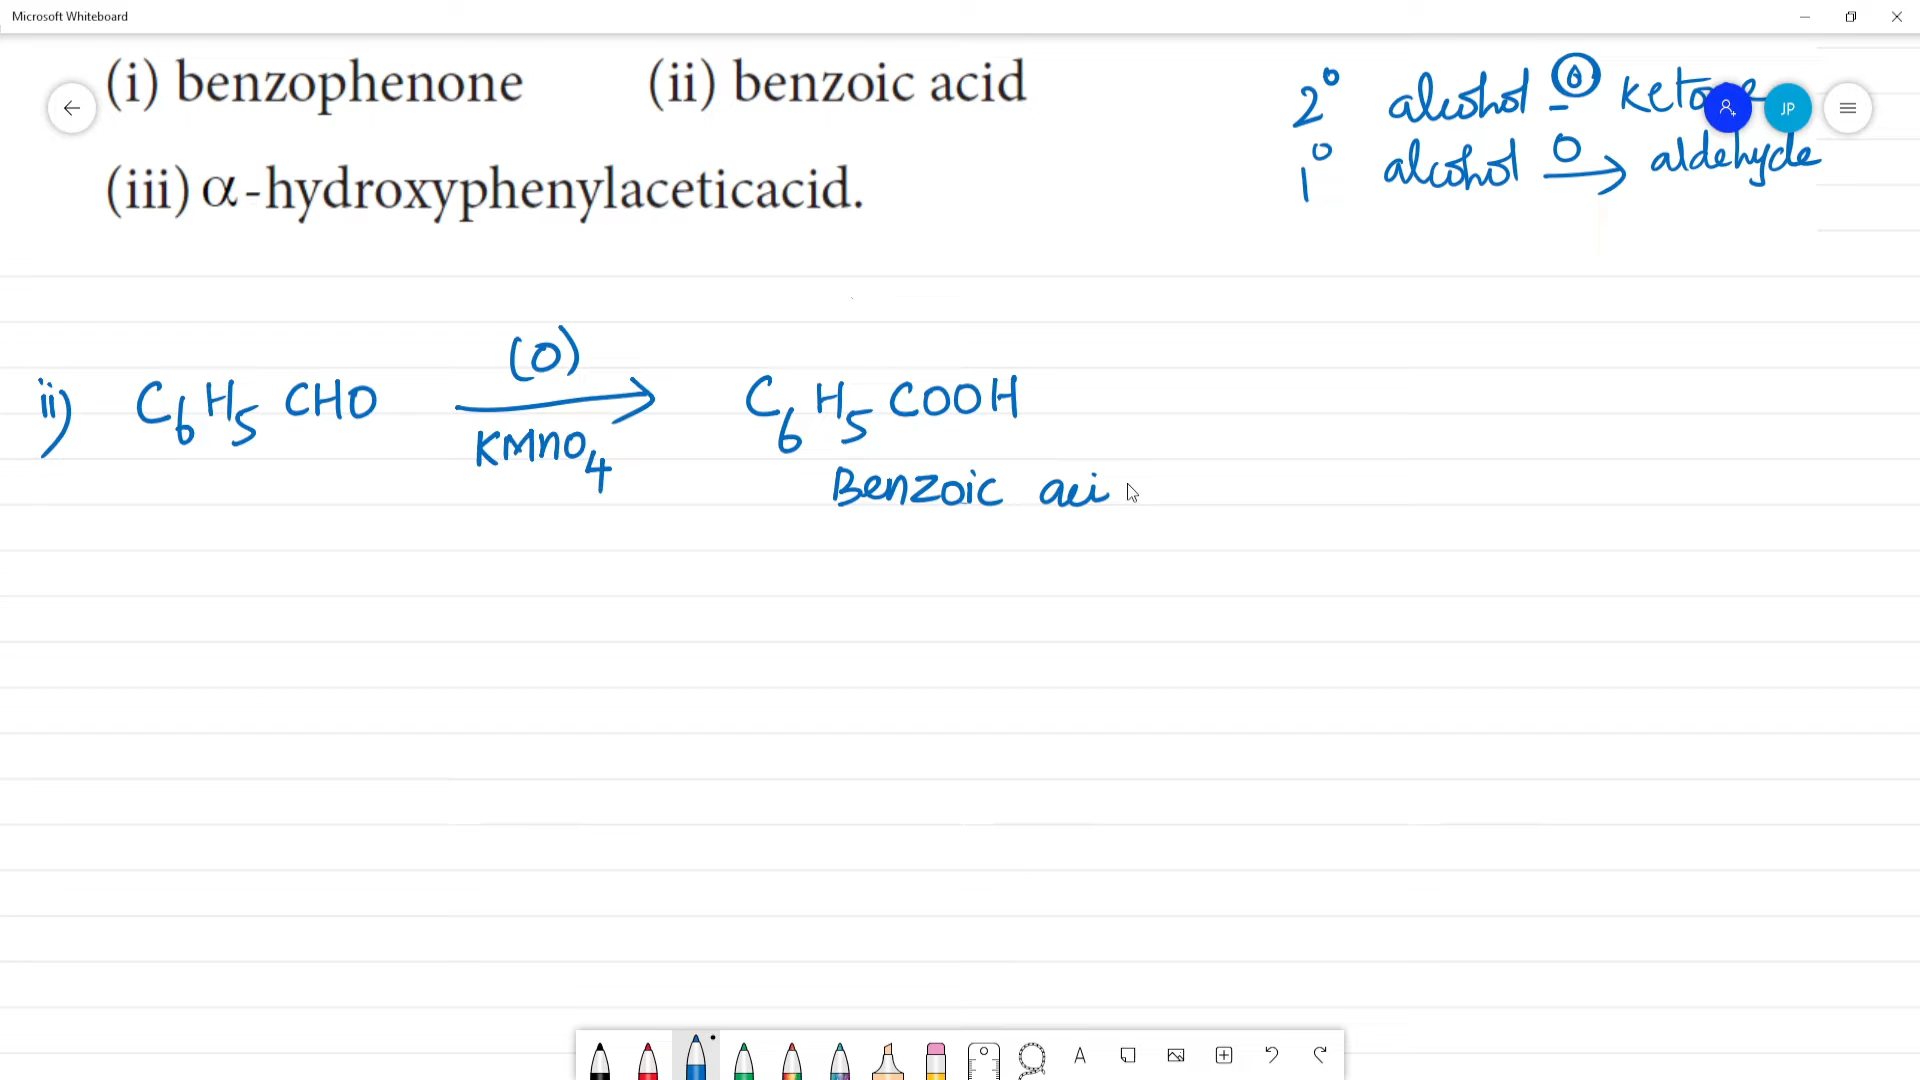 Microsoft Whiteboard
(i) benzophenone (ii) benzoic acid
(iii) α-hydroxyphenylaceticacid.
2° alcohol O
1° alcohol O → aldehyde
JP
ii) C6H5 CHO (O) → KMnO4 C6H5 COOH
Benzoic aci
A